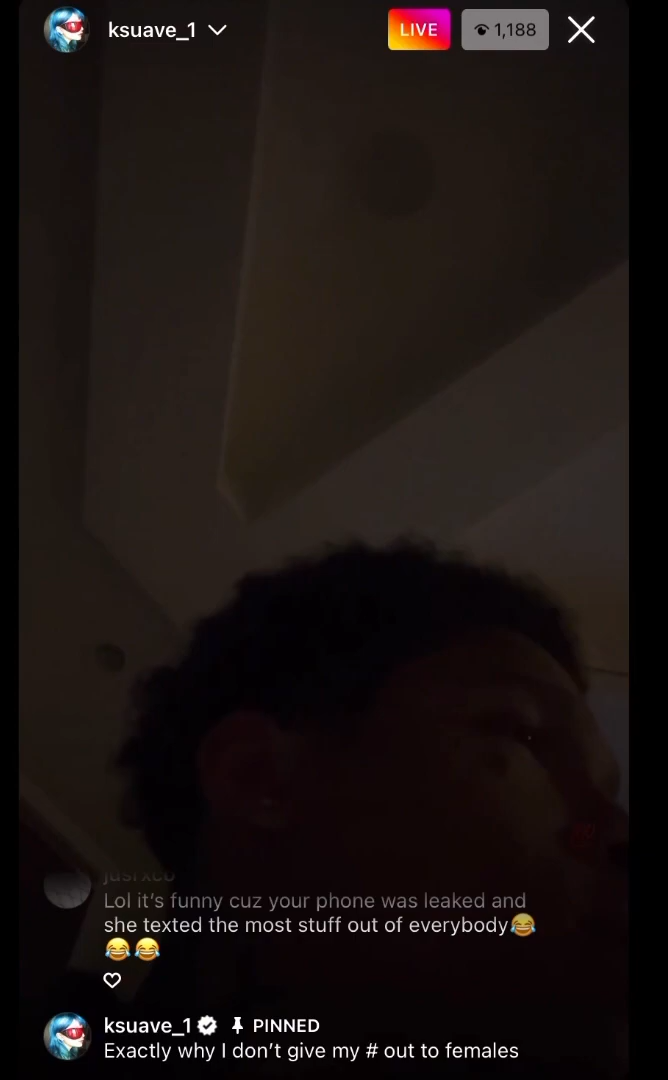 ksuave_1
LIVE
1,188
jusrxco
Lol it’s funny cuz your phone was leaked and
she texted the most stuff out of everybody😂
😂😂
ksuave_1 PINNED
Exactly why I don’t give my # out to females